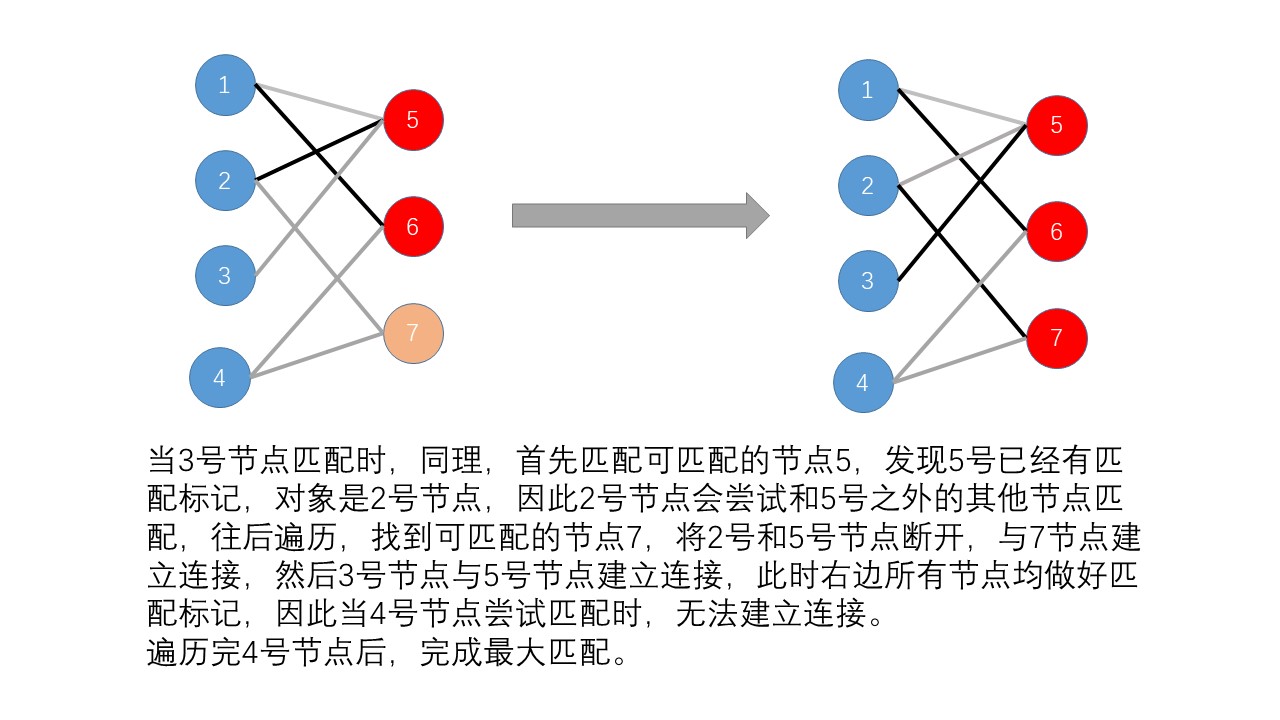 1
5
2
6
3
7
4
1
5
2
6
3
7
4
当3号节点匹配时，同理，首先匹配可匹配的节点5，发现5号已经有匹
配标记，对象是2号节点，因此2号节点会尝试和5号之外的其他节点匹
配，往后遍历，找到可匹配的节点7，将2号和5号节点断开，与7节点建
立连接，然后3号节点与5号节点建立连接，此时右边所有节点均做好匹
配标记，因此当4号节点尝试匹配时，无法建立连接。
遍历完4号节点后，完成最大匹配。